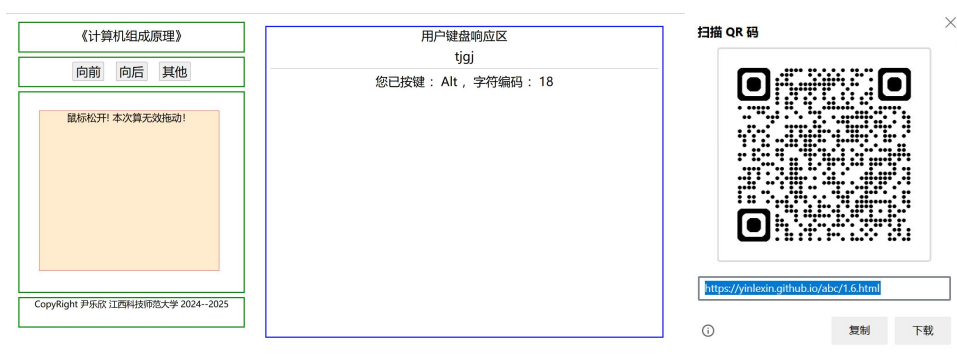 《计算机组成原理》
向前 向后 其他
鼠标松开! 本次算无效拖动!
CopyRight 尹乐欣 江西科技师范大学 2024--2025
用户键盘响应区
tjgj
您已按键 : Alt , 字符编码 : 18
扫描 QR 码
https://yinlexin.github.io/abc/1.6.html
复制 下载